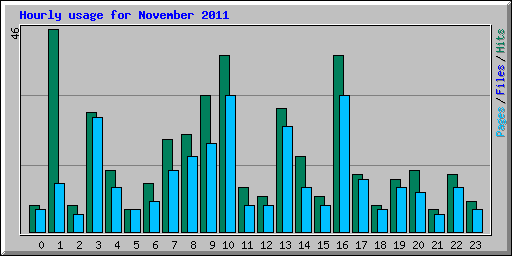 Hourly usage for November 2011
46
Pages/Files/Hits
0 1 2 3 4 5 6 7 8 9 10 11 12 13 14 15 16 17 18 19 20 21 22 23